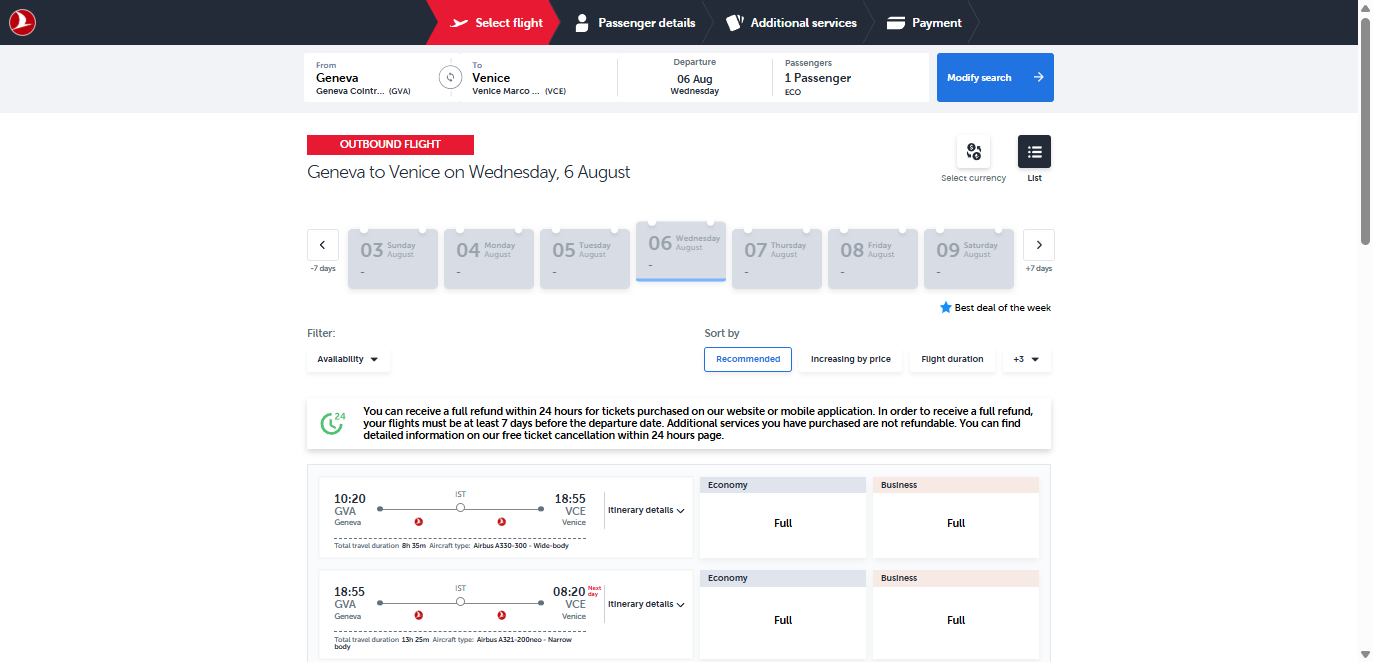 Select flight
Passenger details
Additional services
Payment
From
Geneva
Geneva Cointr... (GVA)
To
Venice
Venice Marco ... (VCE)
Departure
06 Aug
Wednesday
Passengers
1 Passenger
ECO
Modify search
OUTBOUND FLIGHT
Geneva to Venice on Wednesday, 6 August
Select currency
List
-7 days
03 Sunday August
-
04 Monday August
-
05 Tuesday August
-
06 Wednesday August
-
07 Thursday August
-
08 Friday August
-
09 Saturday August
-
+7 days
Best deal of the week
Filter:
Availability
Sort by
Recommended
Increasing by price
Flight duration
+3
24
You can receive a full refund within 24 hours for tickets purchased on our website or mobile application. In order to receive a full refund,
your flights must be at least 7 days before the departure date. Additional services you have purchased are not refundable. You can find
detailed information on our free ticket cancellation within 24 hours page.
10:20
GVA
Geneva
IST
18:55
VCE
Venice
Itinerary details
Total travel duration 8h 35m Aircraft type: Airbus A330-300 - Wide-body
Economy
Full
Business
Full
18:55
GVA
Geneva
IST
08:20 Next day
VCE
Venice
Itinerary details
Total travel duration 13h 25m Aircraft type: Airbus A321-200neo - Narrow
body
Economy
Full
Business
Full